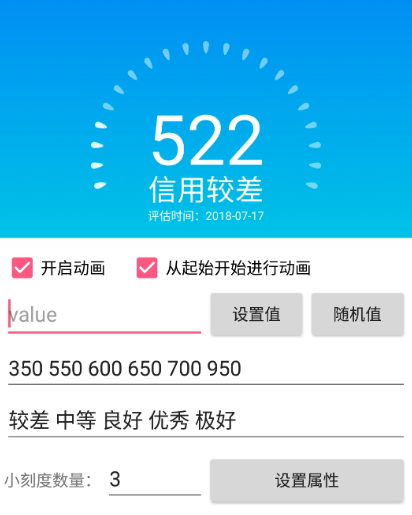 522
信用较差
评估时间：2018-07-17
开启动画 从起始开始进行动画
value 设置值 随机值
350 550 600 650 700 950
较差 中等 良好 优秀 极好
小刻度数量： 3 设置属性